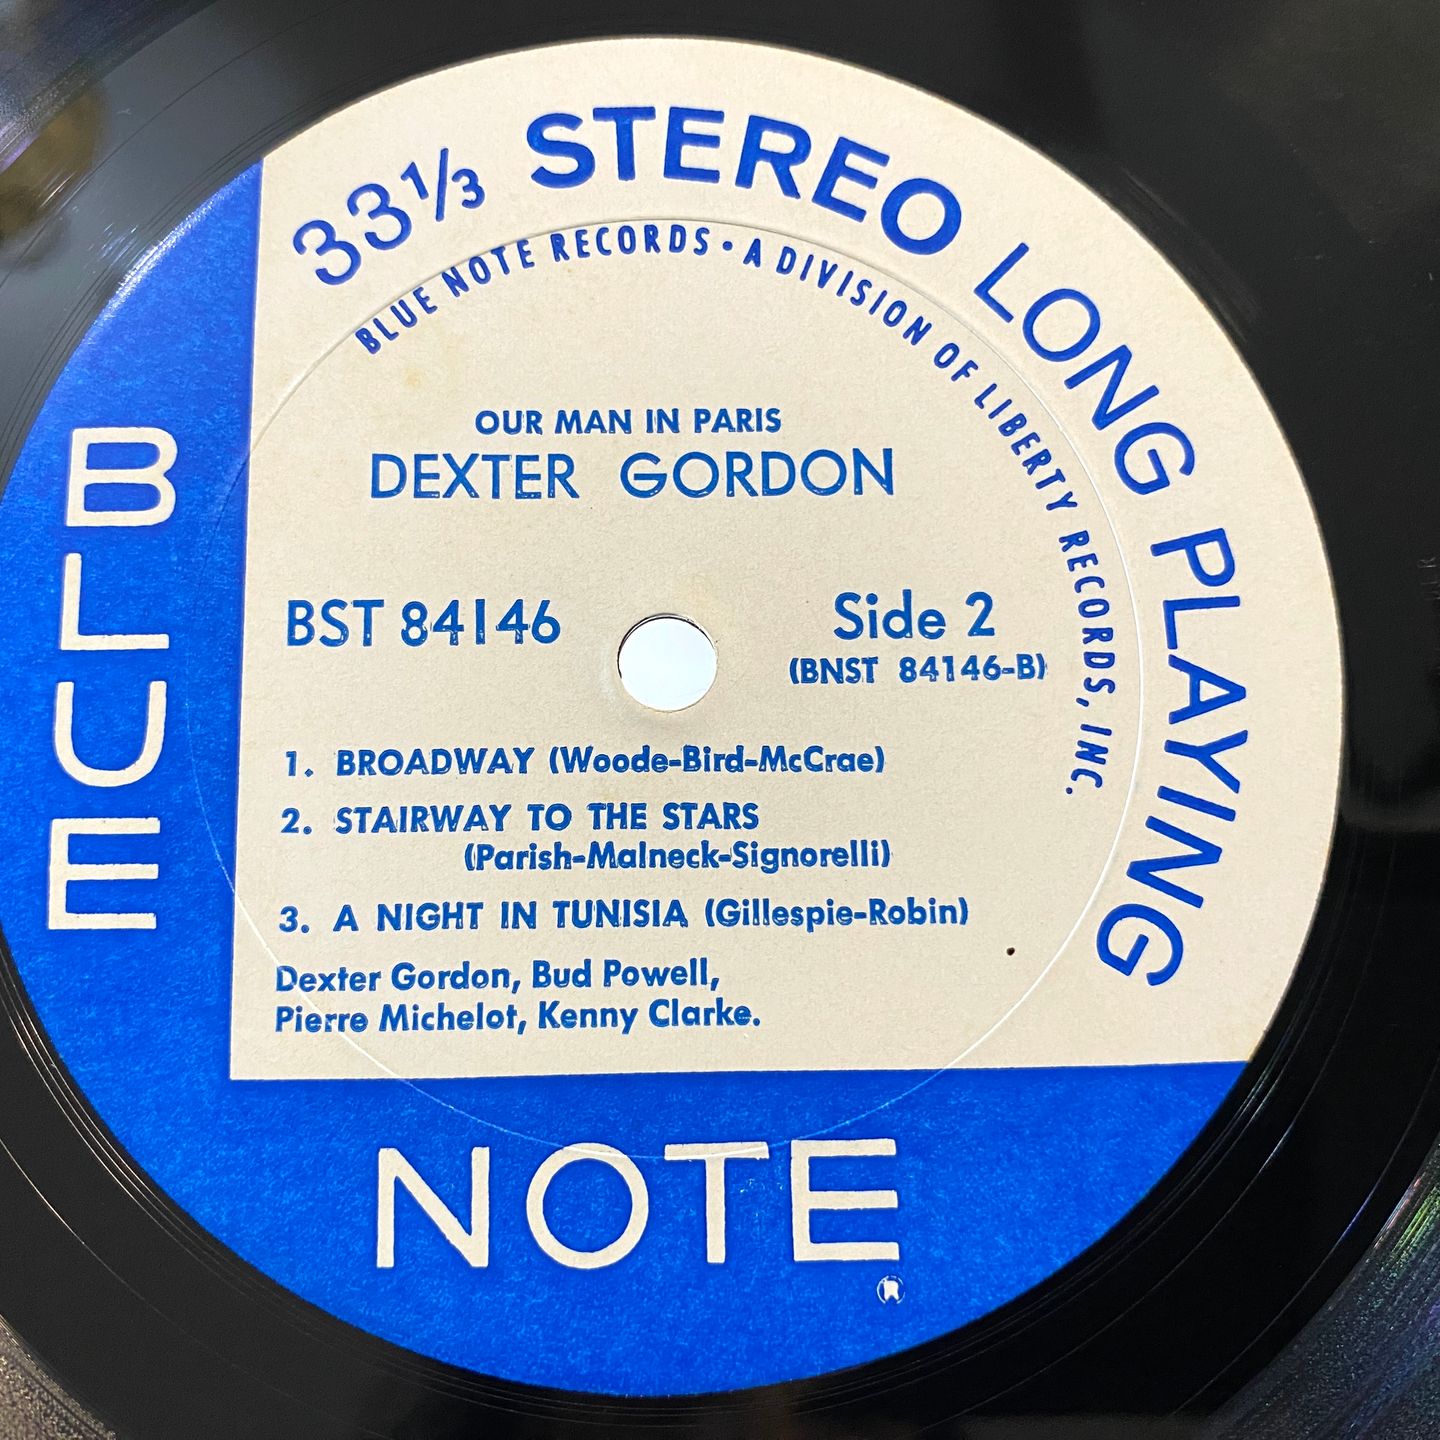 33⅓ STEREO LONG PLAYING
BLUE NOTE RECORDS • A DIVISION OF LIBERTY RECORDS, INC.
OUR MAN IN PARIS
DEXTER GORDON
BST 84146
Side 2
(BNST 84146-B)
1. BROADWAY (Woode-Bird-McCrae)
2. STAIRWAY TO THE STARS
(Parish-Malneck-Signorelli)
3. A NIGHT IN TUNISIA (Gillespie-Robin)
Dexter Gordon, Bud Powell,
Pierre Michelot, Kenny Clarke.
BLUE
NOTE
®